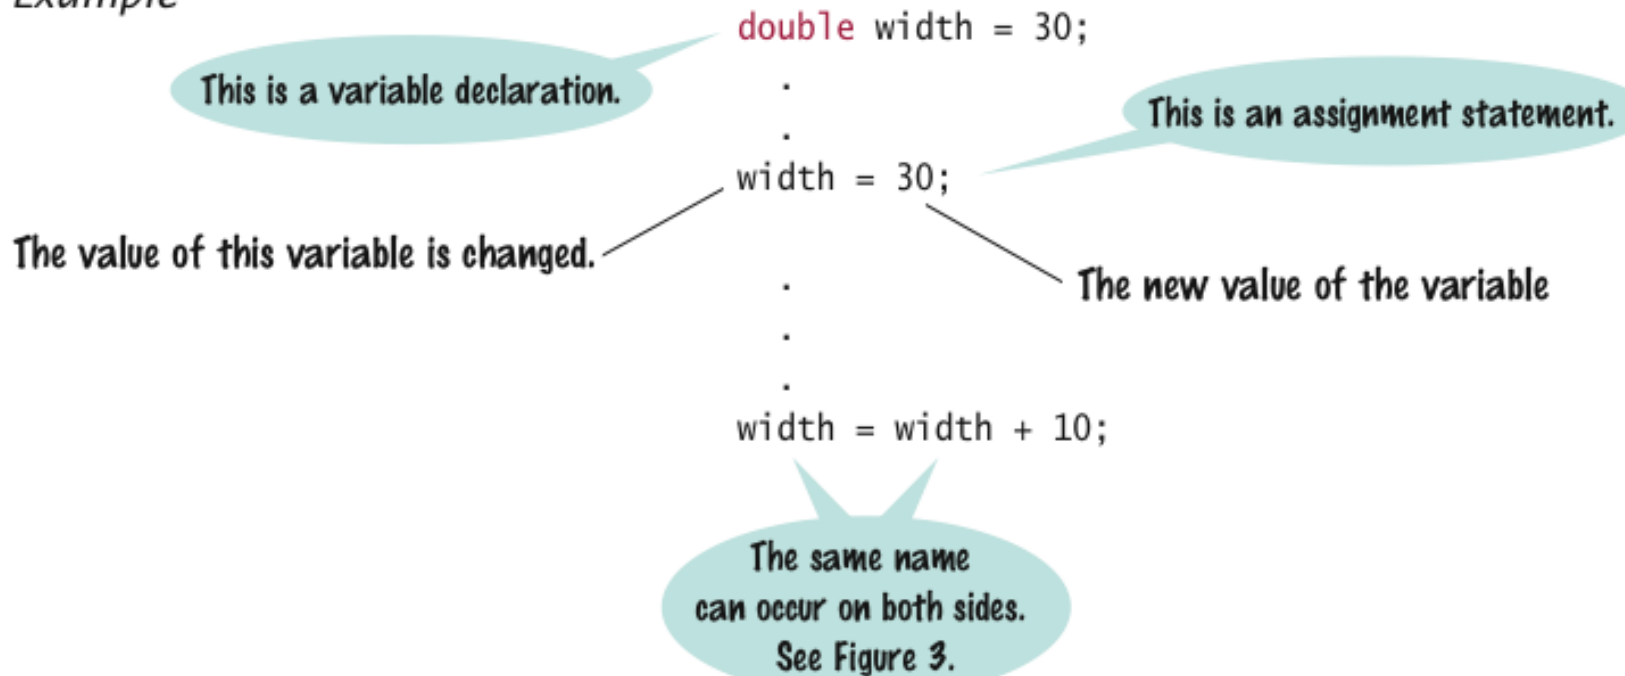 Example
double width = 30;
This is a variable declaration.
.
.
This is an assignment statement.
width = 30;
The value of this variable is changed.
The new value of the variable
.
.
.
width = width + 10;
The same name
can occur on both sides.
See Figure 3.